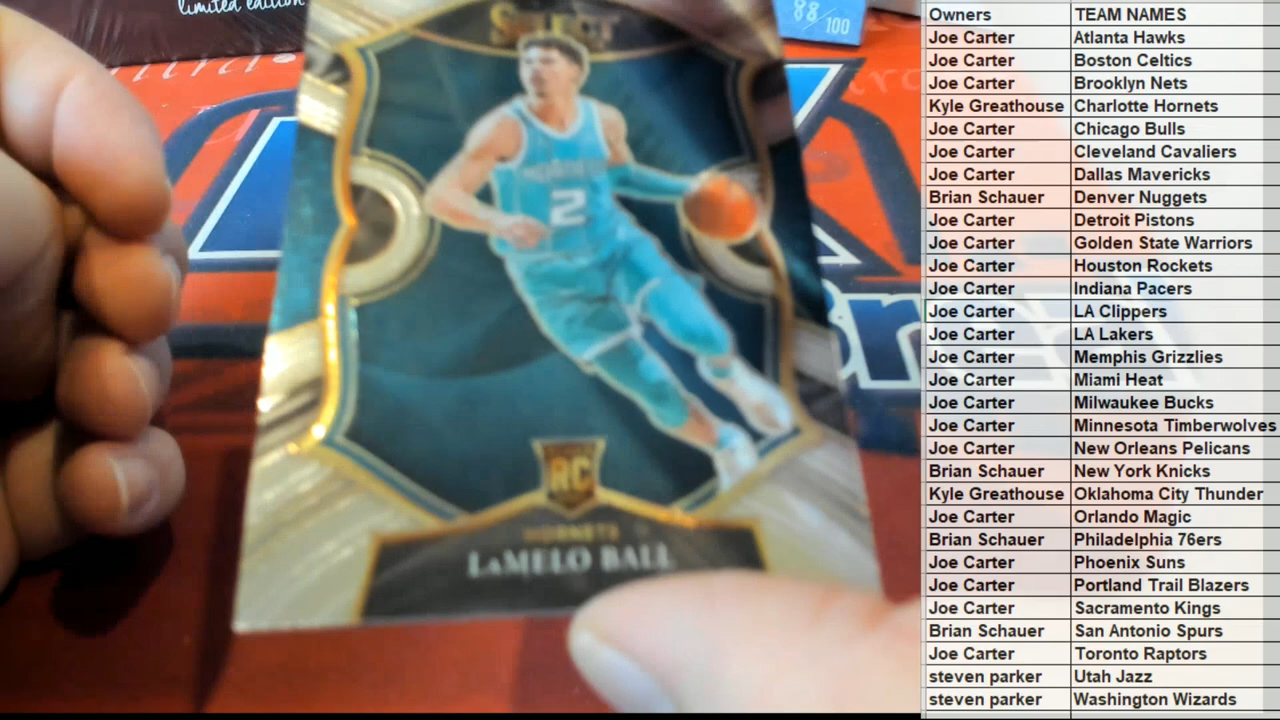 limited edition
88/100
SELECT
2
RC
HORNETS
LAMELO BALL
Owners TEAM NAMES
Joe Carter Atlanta Hawks
Joe Carter Boston Celtics
Joe Carter Brooklyn Nets
Kyle Greathouse Charlotte Hornets
Joe Carter Chicago Bulls
Joe Carter Cleveland Cavaliers
Joe Carter Dallas Mavericks
Brian Schauer Denver Nuggets
Joe Carter Detroit Pistons
Joe Carter Golden State Warriors
Joe Carter Houston Rockets
Joe Carter Indiana Pacers
Joe Carter LA Clippers
Joe Carter LA Lakers
Joe Carter Memphis Grizzlies
Joe Carter Miami Heat
Joe Carter Milwaukee Bucks
Joe Carter Minnesota Timberwolves
Joe Carter New Orleans Pelicans
Brian Schauer New York Knicks
Kyle Greathouse Oklahoma City Thunder
Joe Carter Orlando Magic
Brian Schauer Philadelphia 76ers
Joe Carter Phoenix Suns
Joe Carter Portland Trail Blazers
Joe Carter Sacramento Kings
Brian Schauer San Antonio Spurs
Joe Carter Toronto Raptors
steven parker Utah Jazz
steven parker Washington Wizards